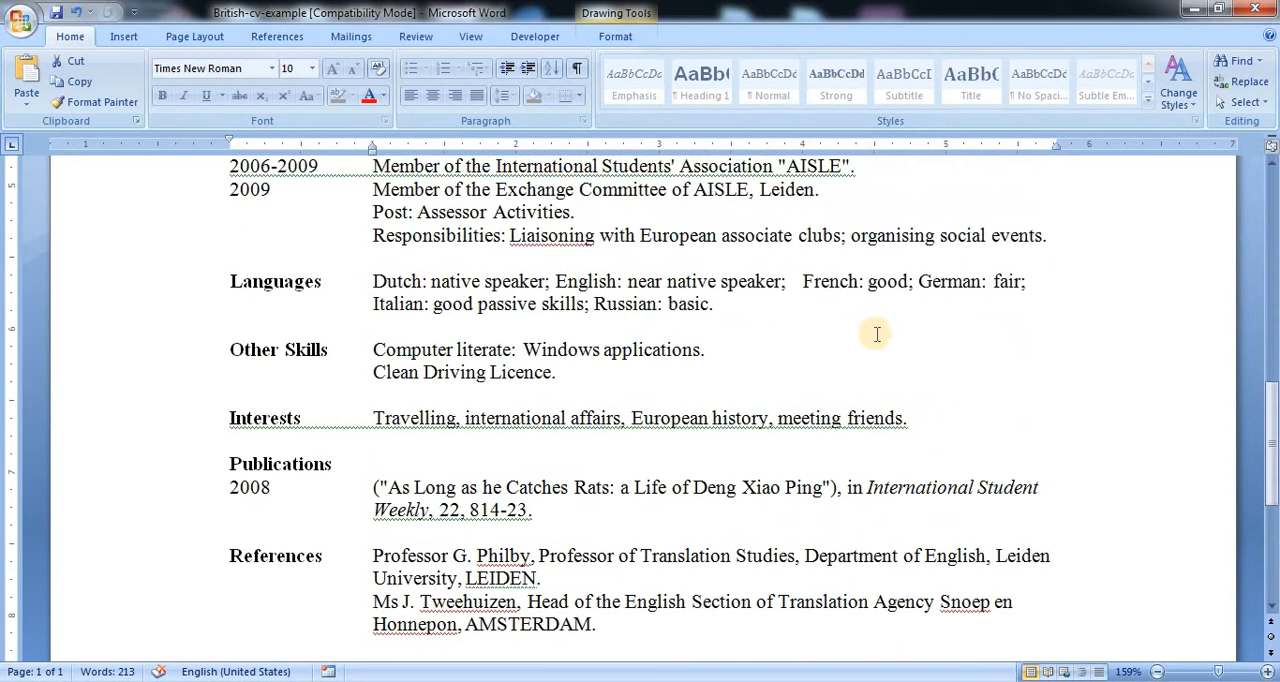 British-cv-example [Compatibility Mode] - Microsoft Word
Drawing Tools
Home Insert Page Layout References Mailings Review View Developer Format
Paste
Cut
Copy
Format Painter
Clipboard
Times New Roman 10
Font
Paragraph
AaBbCcDc AaBbC AaBbCcDc AaBbCcDd AaBbCcI AaBbC AaBbCcDc AaBbCcDc
Emphasis ¶ Heading 1 ¶ Normal Strong Subtitle Title ¶ No Spaci... Subtle Em...
Change Styles
Styles
Find
Replace
Select
Editing
2006-2009 Member of the International Students' Association "AISLE".
2009 Member of the Exchange Committee of AISLE, Leiden.
Post: Assessor Activities.
Responsibilities: Liaisoning with European associate clubs; organising social events.
Languages Dutch: native speaker; English: near native speaker; French: good; German: fair;
Italian: good passive skills; Russian: basic.
Other Skills Computer literate: Windows applications.
Clean Driving Licence.
Interests Travelling, international affairs, European history, meeting friends.
Publications
2008 ("As Long as he Catches Rats: a Life of Deng Xiao Ping"), in International Student
Weekly, 22, 814-23.
References Professor G. Philby, Professor of Translation Studies, Department of English, Leiden
University, LEIDEN.
Ms J. Tweehuizen, Head of the English Section of Translation Agency Snoep en
Honnepon, AMSTERDAM.
Page: 1 of 1 Words: 213 English (United States) 159%